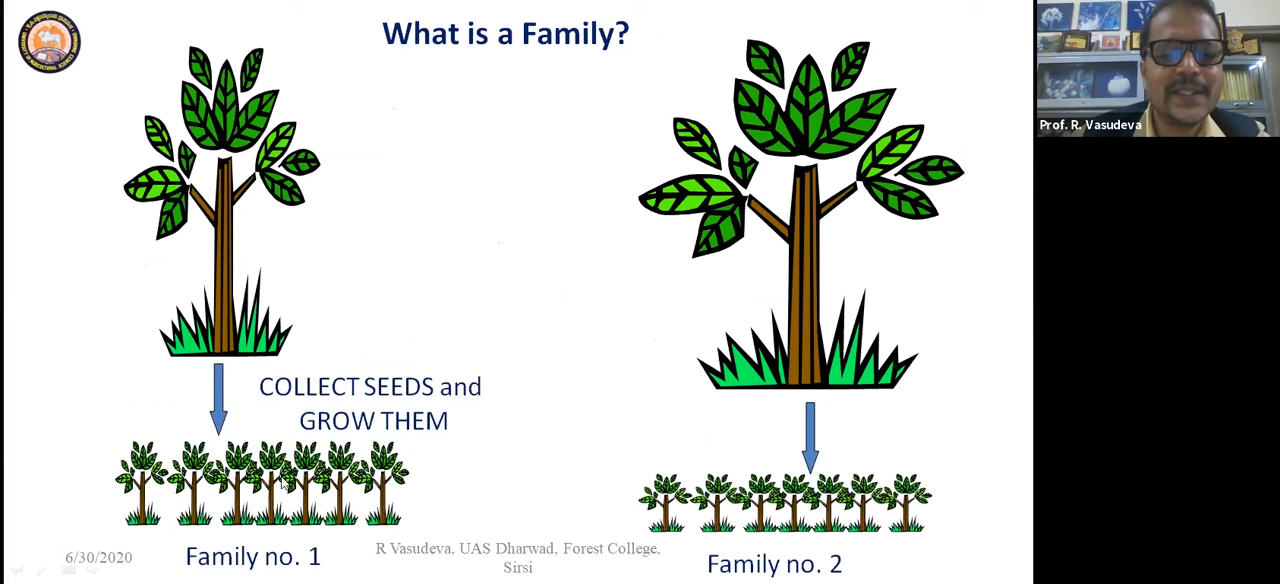 What is a Family?
Prof. R. Vasudeva
COLLECT SEEDS and
GROW THEM
6/30/2020
Family no. 1
R Vasudeva, UAS Dharwad, Forest College,
Sirsi
Family no. 2